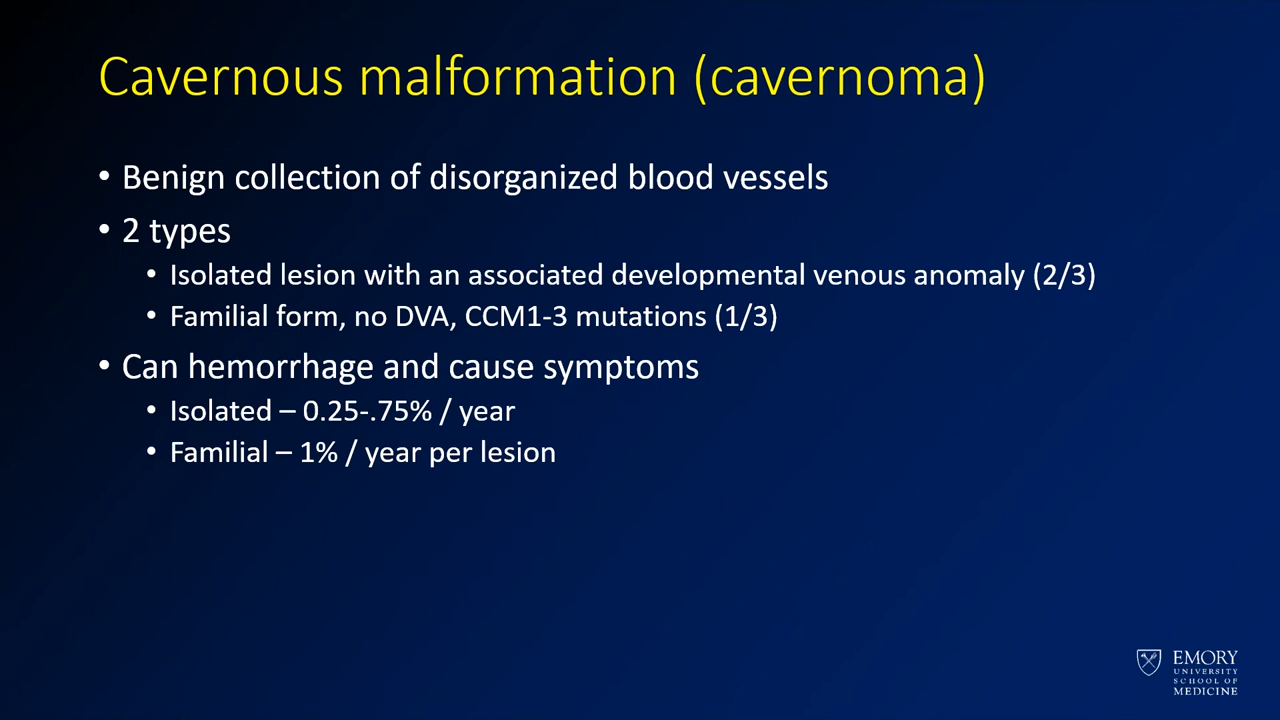 Cavernous malformation (cavernoma)
• Benign collection of disorganized blood vessels
• 2 types
• Isolated lesion with an associated developmental venous anomaly (2/3)
• Familial form, no DVA, CCM1-3 mutations (1/3)
• Can hemorrhage and cause symptoms
• Isolated – 0.25-.75% / year
• Familial – 1% / year per lesion
EMORY
UNIVERSITY
SCHOOL OF
MEDICINE